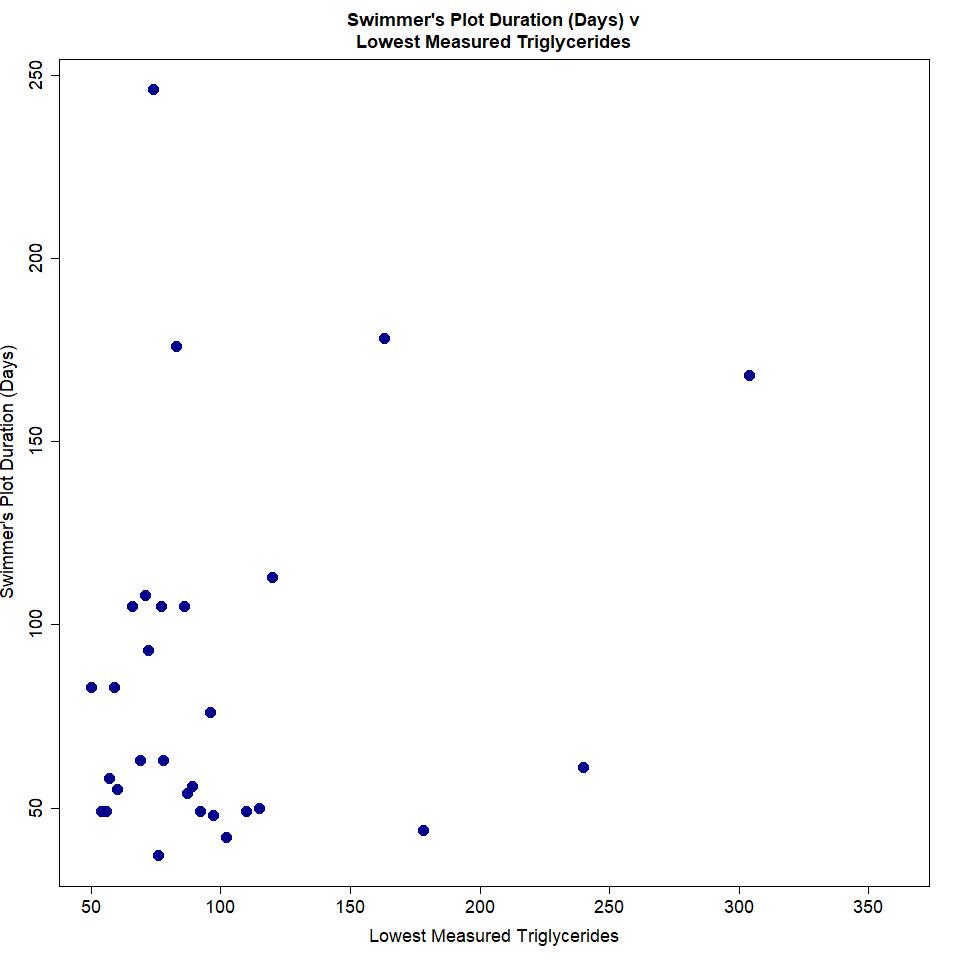 Swimmer's Plot Duration (Days) v
Lowest Measured Triglycerides
250
200
150
100
50
Swimmer's Plot Duration (Days)
50 100 150 200 250 300 350
Lowest Measured Triglycerides